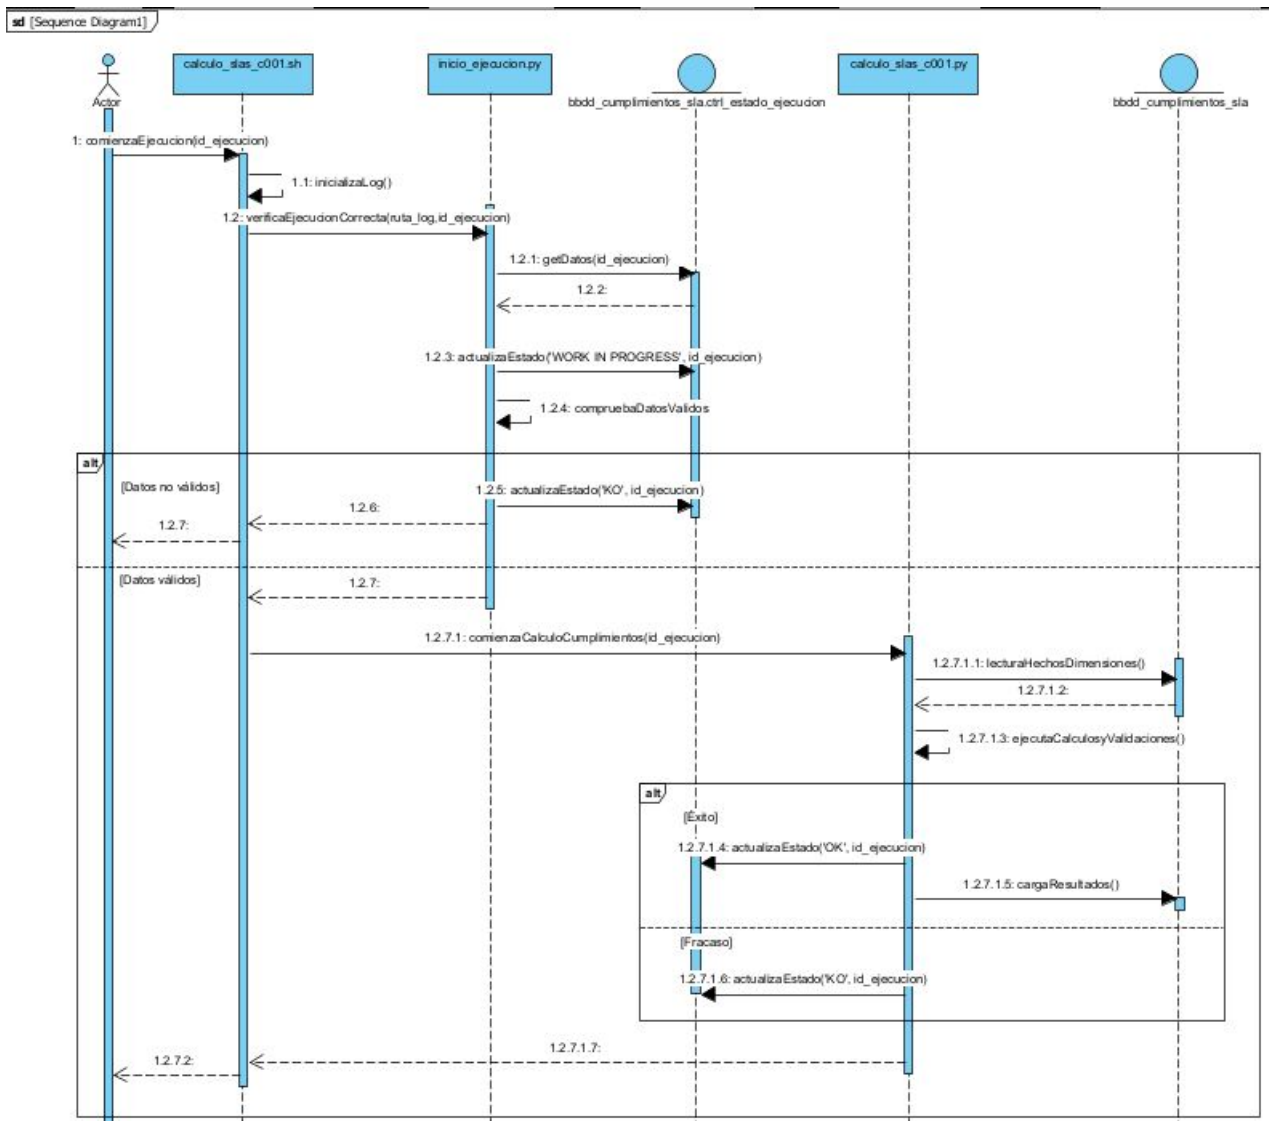 sd [Sequence Diagram1]
calculo_slas_c001.sh
inicio_ejecucion.py
calculo_slas_c001.py
Actor
bbdd_cumplimientos_sla.ctrl_estado_ejecucion
bbdd_cumplimientos_sla
1: comienzaEjecucion(id_ejecucion)
1.1: inicializaLog()
1.2: verificaEjecucionCorrecta(ruta_log,id_ejecucion)
1.2.1: getDatos(id_ejecucion)
1.2.2:
1.2.3: actualizaEstado('WORK IN PROGRESS', id_ejecucion)
1.2.4: compruebaDatosValidos
alt
[Datos no válidos]
1.2.5: actualizaEstado('KO', id_ejecucion)
1.2.6:
1.2.7:
[Datos válidos]
1.2.7:
1.2.7.1: comienzaCalculoCumplimientos(id_ejecucion)
1.2.7.1.1: lecturaHechosDimensiones()
1.2.7.1.2:
1.2.7.1.3: ejecutaCalculosyValidaciones()
alt
[Éxito]
1.2.7.1.4: actualizaEstado('OK', id_ejecucion)
1.2.7.1.5: cargaResultados()
[Fracaso]
1.2.7.1.6: actualizaEstado('KO', id_ejecucion)
1.2.7.1.7:
1.2.7.2: